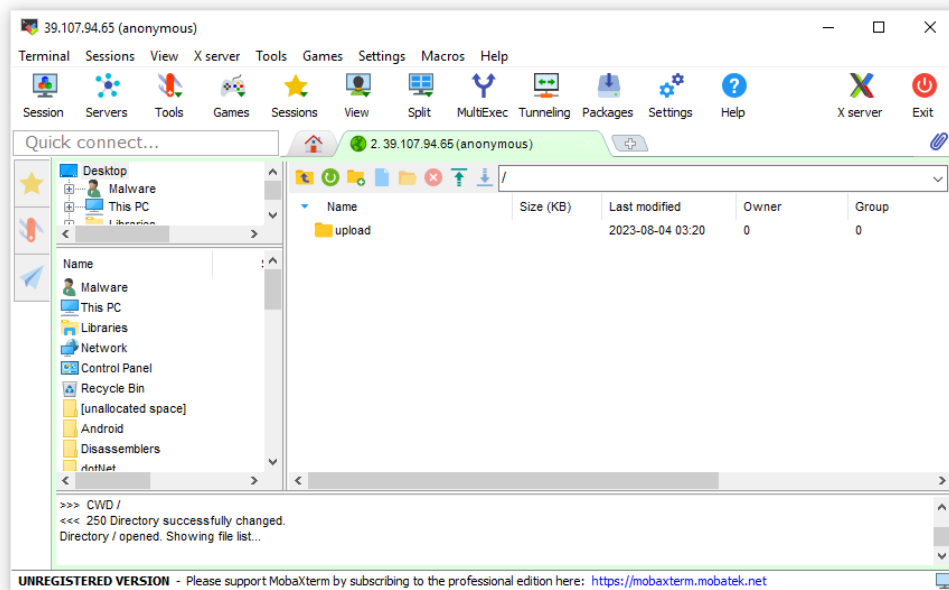 39.107.94.65 (anonymous)
Terminal Sessions View X server Tools Games Settings Macros Help
Session Servers Tools Games Sessions View Split MultiExec Tunneling Packages Settings Help X server Exit
Quick connect...
2. 39.107.94.65 (anonymous)
Desktop
Malware
This PC
Libraries
/
Name Size (KB) Last modified Owner Group
upload 2023-08-04 03:20 0 0
Name
Malware
This PC
Libraries
Network
Control Panel
Recycle Bin
[unallocated space]
Android
Disassemblers
dotNet
>>> CWD /
<<< 250 Directory successfully changed.
Directory / opened. Showing file list...
UNREGISTERED VERSION - Please support MobaXterm by subscribing to the professional edition here: https://mobaxterm.mobatek.net